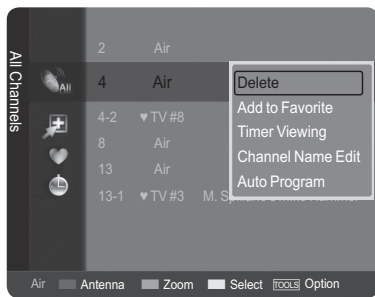 All Channels
All
2 Air
4 Air
4-2 ♥ TV #8
8 Air
13 Air
13-1 ♥ TV #3 M. S
Delete
Add to Favorite
Timer Viewing
Channel Name Edit
Auto Program
Air Antenna Zoom Select TOOLS Option